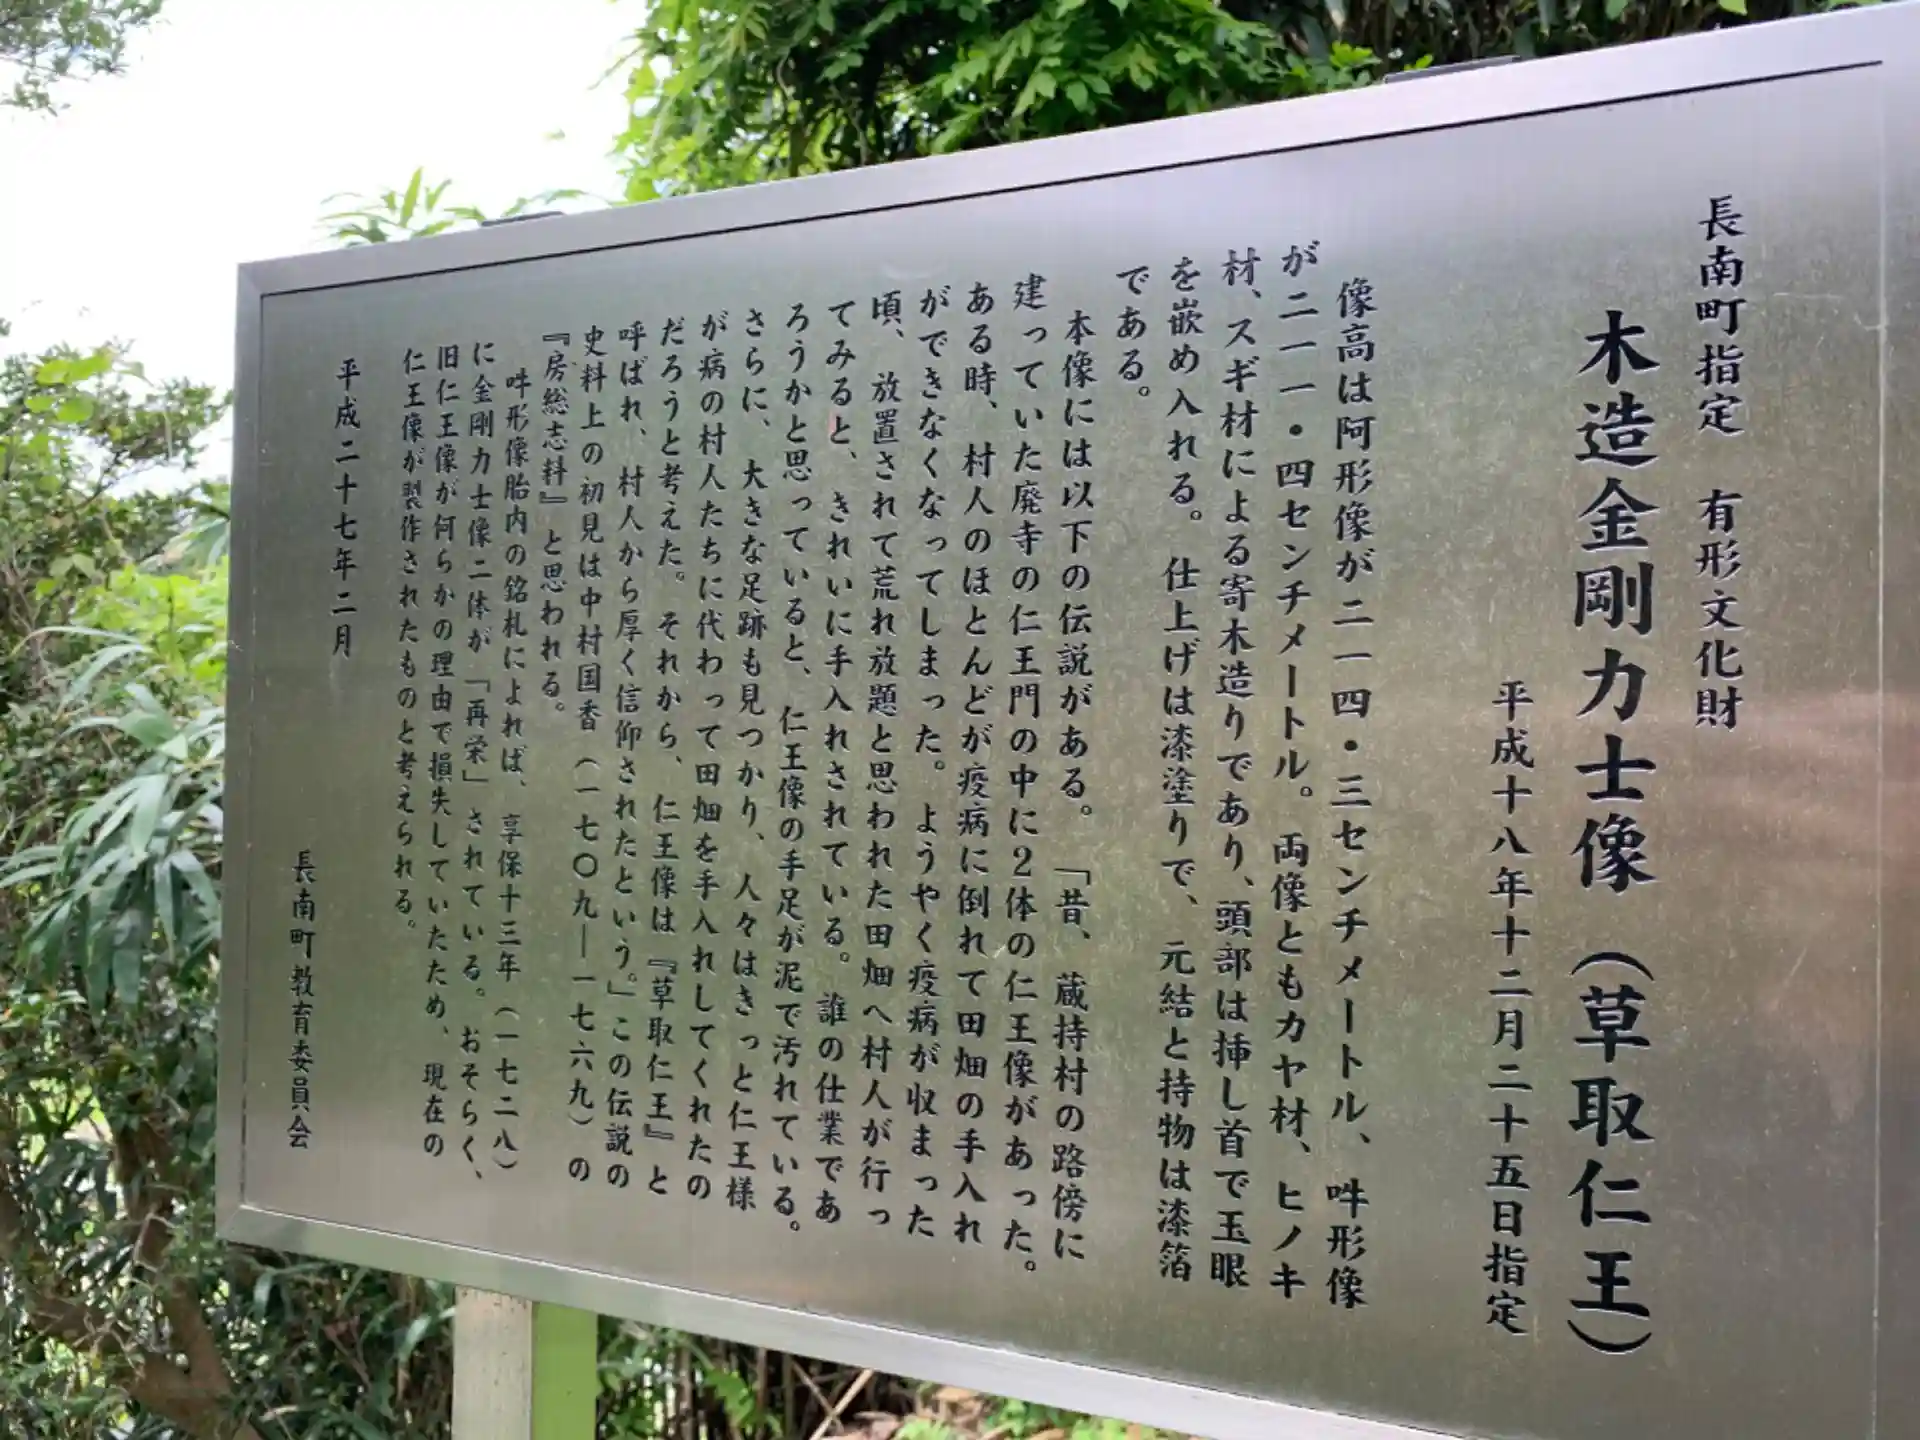 長南町指定　有形文化財
木造金剛力士像（草取仁王）
平成十八年十二月二十五日指定
像高は阿形像が二一四・三センチメートル、吽形像
が二一一・四センチメートル。両像ともカヤ材、ヒノキ
材、スギ材による寄木造りであり、頭部は挿し首で玉眼
を嵌め入れる。仕上げは漆塗りで、元結と持物は漆箔
である。
本像には以下の伝説がある。「昔、蔵持村の路傍に
建っていた廃寺の仁王門の中に2体の仁王像があった。
ある時、村人のほとんどが疫病に倒れて田畑の手入れ
ができなくなってしまった。ようやく疫病が収まった
頃、放置されて荒れ放題と思われた田畑へ村人が行っ
てみると、きれいに手入れされている。誰の仕業であ
ろうかと思っていると、仁王像の手足が泥で汚れている。
さらに、大きな足跡も見つかり、人々はきっと仁王様
が病の村人たちに代わって田畑を手入れしてくれたの
だろうと考えた。それから、仁王像は『草取仁王』と
呼ばれ、村人から厚く信仰されたという。」この伝説の
史料上の初見は中村国香（一七〇九―一七六九）の
『房総志料』と思われる。
吽形像胎内の銘札によれば、享保十三年（一七二八）
に金剛力士像二体が「再栄」されている。おそらく、
旧仁王像が何らかの理由で損失していたため、現在の
仁王像が製作されたものと考えられる。
平成二十七年二月
長南町教育委員会